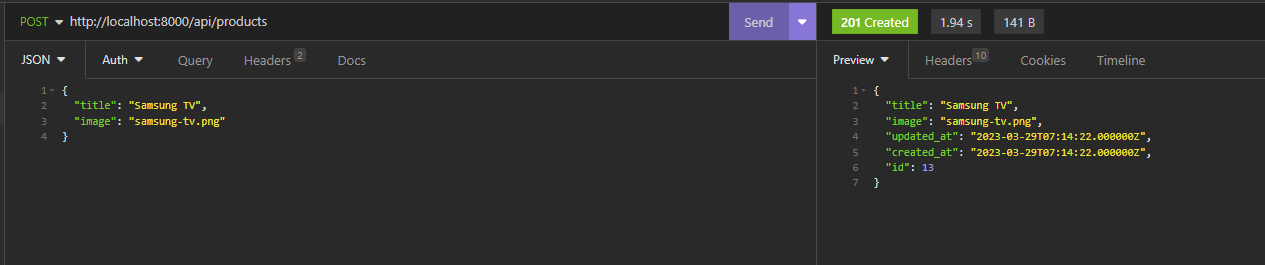 POST http://localhost:8000/api/products Send 201 Created 1.94 s 141 B
JSON Auth Query Headers 2 Docs Preview Headers 10 Cookies Timeline
1 {
2 "title": "Samsung TV",
3 "image": "samsung-tv.png"
4 }
1 {
2 "title": "Samsung TV",
3 "image": "samsung-tv.png",
4 "updated_at": "2023-03-29T07:14:22.000000Z",
5 "created_at": "2023-03-29T07:14:22.000000Z",
6 "id": 13
7 }